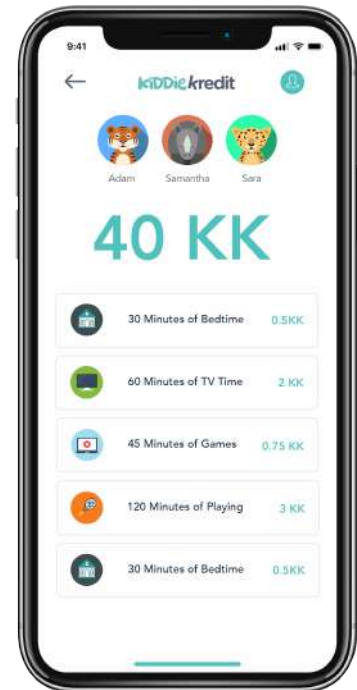 9:41
KiDDie kredit
Adam Samantha Sara
40 KK
30 Minutes of Bedtime 0.5KK
60 Minutes of TV Time 2 KK
45 Minutes of Games 0.75 KK
120 Minutes of Playing 3 KK
30 Minutes of Bedtime 0.5KK